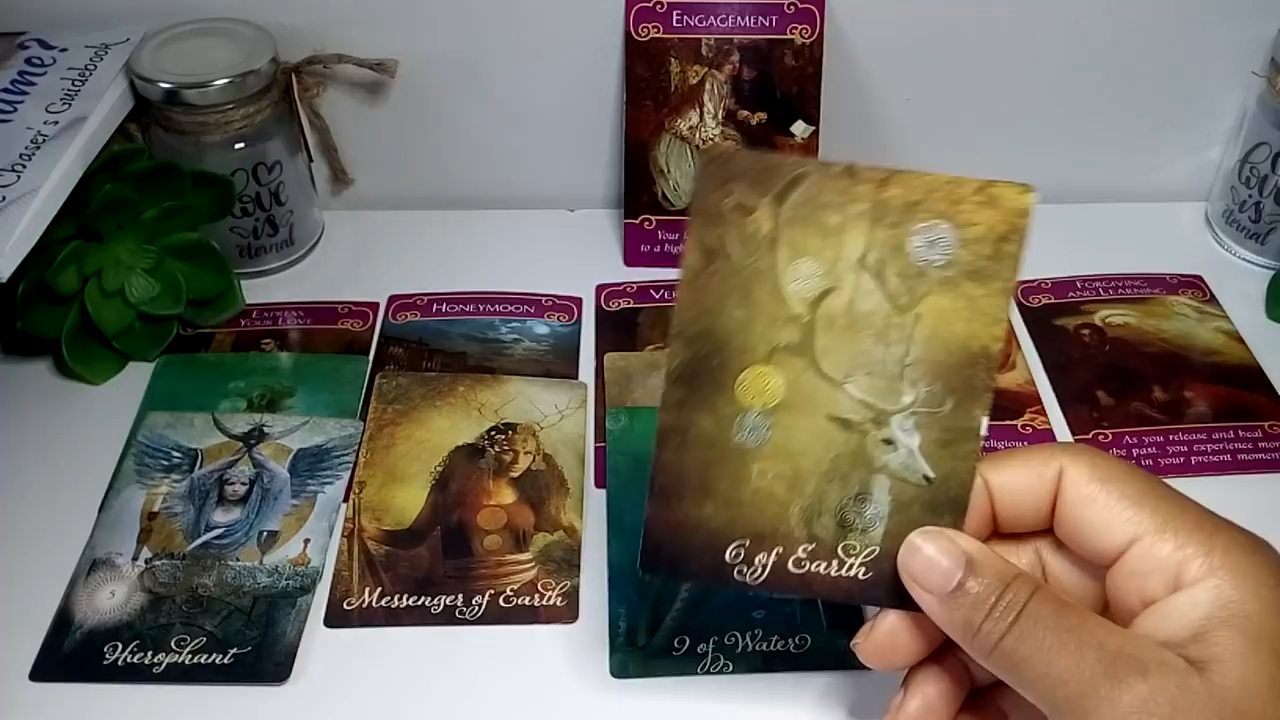 ame?
Chaser's Guidebook
love
is
eternal
ENGAGEMENT
Your
to a high
love
is
eternal
EXPRESS
YOUR LOVE
HONEYMOON
VER
FORGIVING
AND LEARNING
religious
As you release and heal
the past, you experience mor
in your present momen
5
Hierophant
Messenger of Earth
6 of Earth
9 of Water